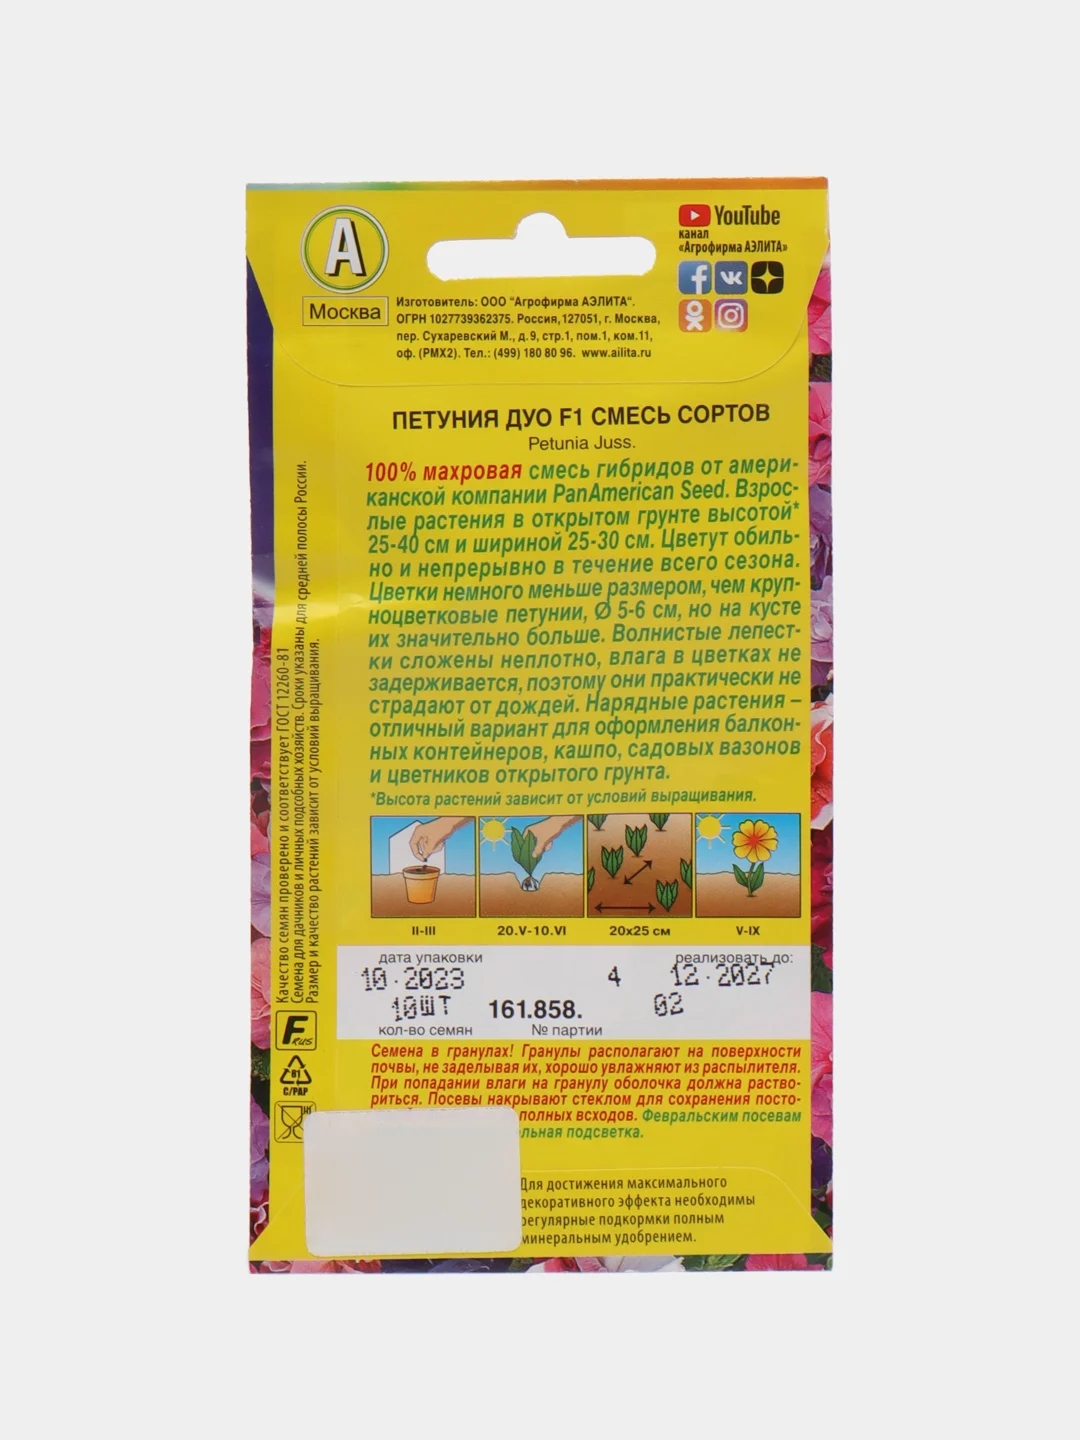 А
Москва
YouTube
канал
«Агрофирма АЭЛИТА»
Изготовитель: ООО "Агрофирма АЭЛИТА".
ОГРН 1027739362375. Россия,127051, г. Москва,
пер. Сухаревский М., д.9, стр.1, пом.1, ком.11,
оф. (РМХ2). Тел.: (499) 180 80 96. www.ailita.ru
ПЕТУНИЯ ДУО F1 СМЕСЬ СОРТОВ
Petunia Juss.
100% махровая смесь гибридов от амери-
канской компании PanAmerican Seed. Взрос-
лые растения в открытом грунте высотой*
25-40 см и шириной 25-30 см. Цветут обиль-
но и непрерывно в течение всего сезона.
Цветки немного меньше размером, чем круп-
ноцветковые петунии, Ø 5-6 см, но на кусте
их значительно больше. Волнистые лепест-
ки сложены неплотно, влага в цветках не
задерживается, поэтому они практически не
страдают от дождей. Нарядные растения –
отличный вариант для оформления балкон-
ных контейнеров, кашпо, садовых вазонов
и цветников открытого грунта.
*Высота растений зависит от условий выращивания.
II-III
20.V-10.VI
20x25 см
V-IX
дата упаковки
реализовать до:
10.2023
4
12.2027
10шт
161.858.
02
кол-во семян
№ партии
Семена в гранулах! Гранулы располагают на поверхности
почвы, не заделывая их, хорошо увлажняют из распылителя.
При попадании влаги на гранулу оболочка должна раство-
риться. Посевы накрывают стеклом для сохранения посто-
полных всходов. Февральским посевам
льная подсветка.
Для достижения максимального
декоративного эффекта необходимы
регулярные подкормки полным
минеральным удобрением.
Качество семян проверено и соответствует ГОСТ 12260-81
Семена для дачников и личных подсобных хозяйств. Сроки указаны для средней полосы России.
Размер и качество растений зависит от условий выращивания.
F RUS
81
C/PAP